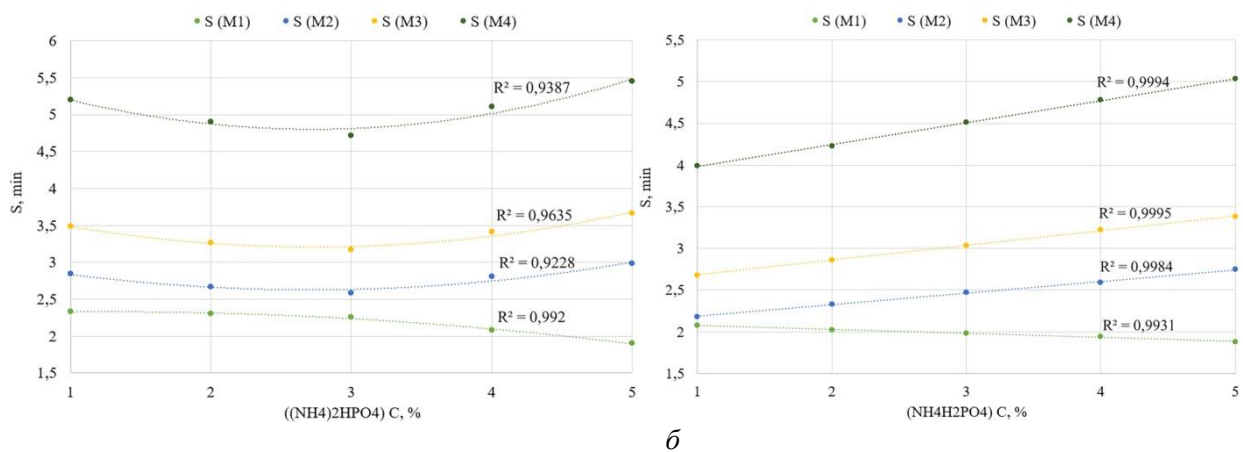 S (M1) S (M2) S (M3) S (M4)
6
5,5
5
4,5
4
3,5
3
2,5
2
1,5
S, min
R² = 0,9387
R² = 0,9635
R² = 0,9228
R² = 0,992
1 2 3 4 5
((NH4)2HPO4) C, %
S (M1) S (M2) S (M3) S (M4)
5,5
5
4,5
4
3,5
3
2,5
2
1,5
S, min
R² = 0,9994
R² = 0,9995
R² = 0,9984
R² = 0,9931
1 2 3 4 5
(NH4H2PO4) C, %
б